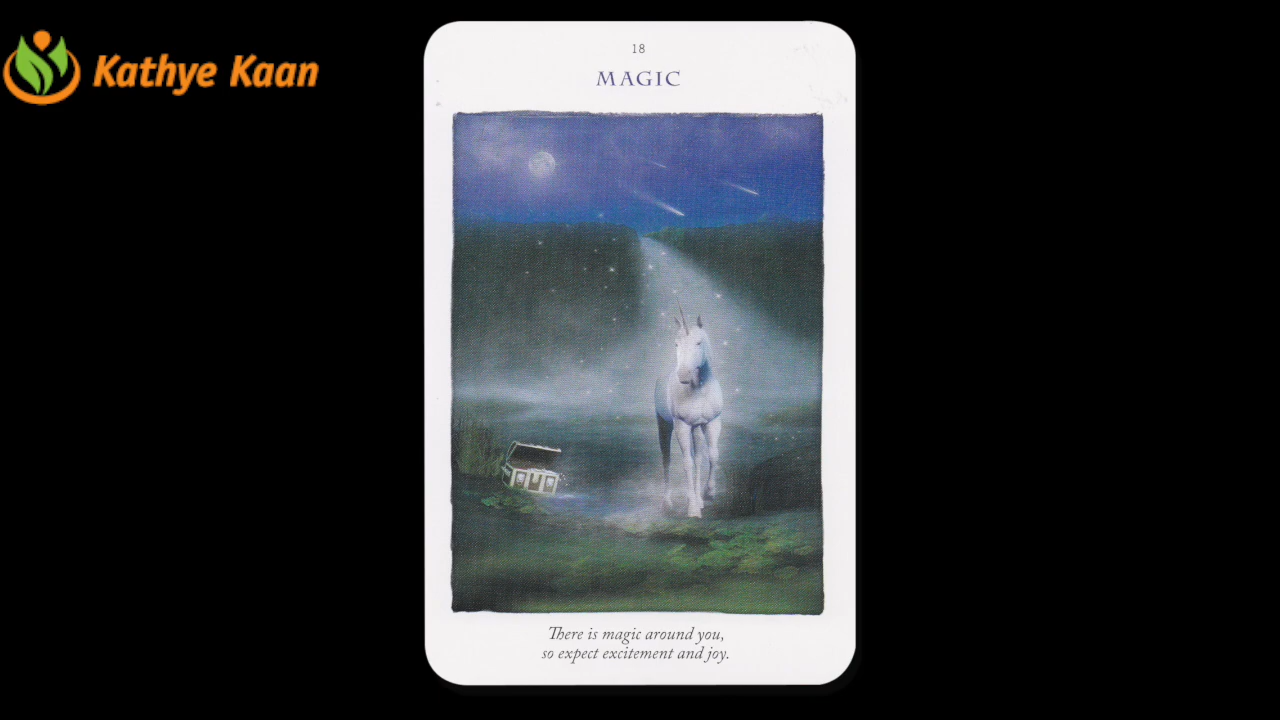 Kathye Kaan
18
MAGIC
There is magic around you,
so expect excitement and joy.